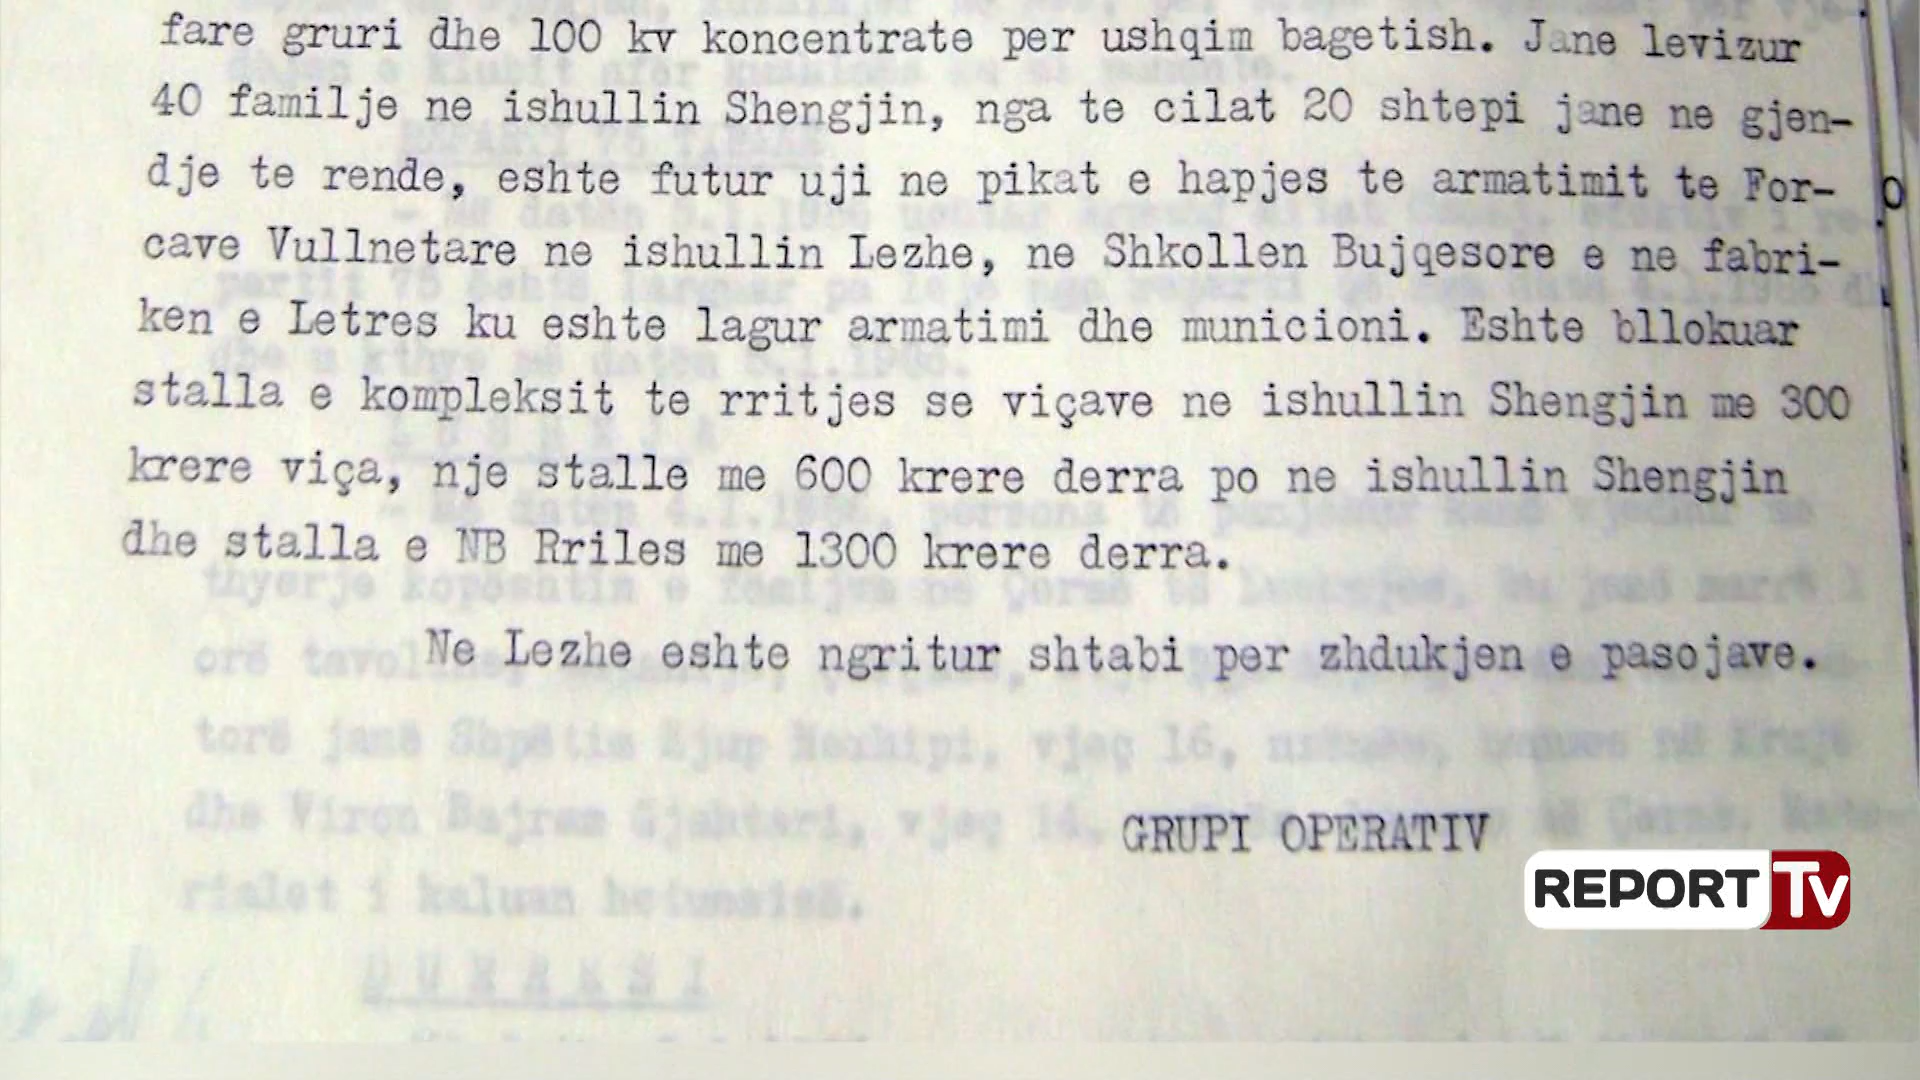 fare gruri dhe 100 kv koncentrate per ushqim bagetish. Jane levizur
40 familje ne ishullin Shengjin, nga te cilat 20 shtepi jane ne gjen-
dje te rende, eshte futur uji ne pikat e hapjes te armatimit te For-
cave Vullnetare ne ishullin Lezhe, ne Shkollen Bujqesore e ne fabri-
ken e Letres ku eshte lagur armatimi dhe municioni. Eshte bllokuar
stalla e kompleksit te rritjes se viçave ne ishullin Shengjin me 300
krere viça, nje stalle me 600 krere derra po ne ishullin Shengjin
dhe stalla e NB Rriles me 1300 krere derra.
Ne Lezhe eshte ngritur shtabi per zhdukjen e pasojave.
GRUPI OPERATIV
REPORT TV